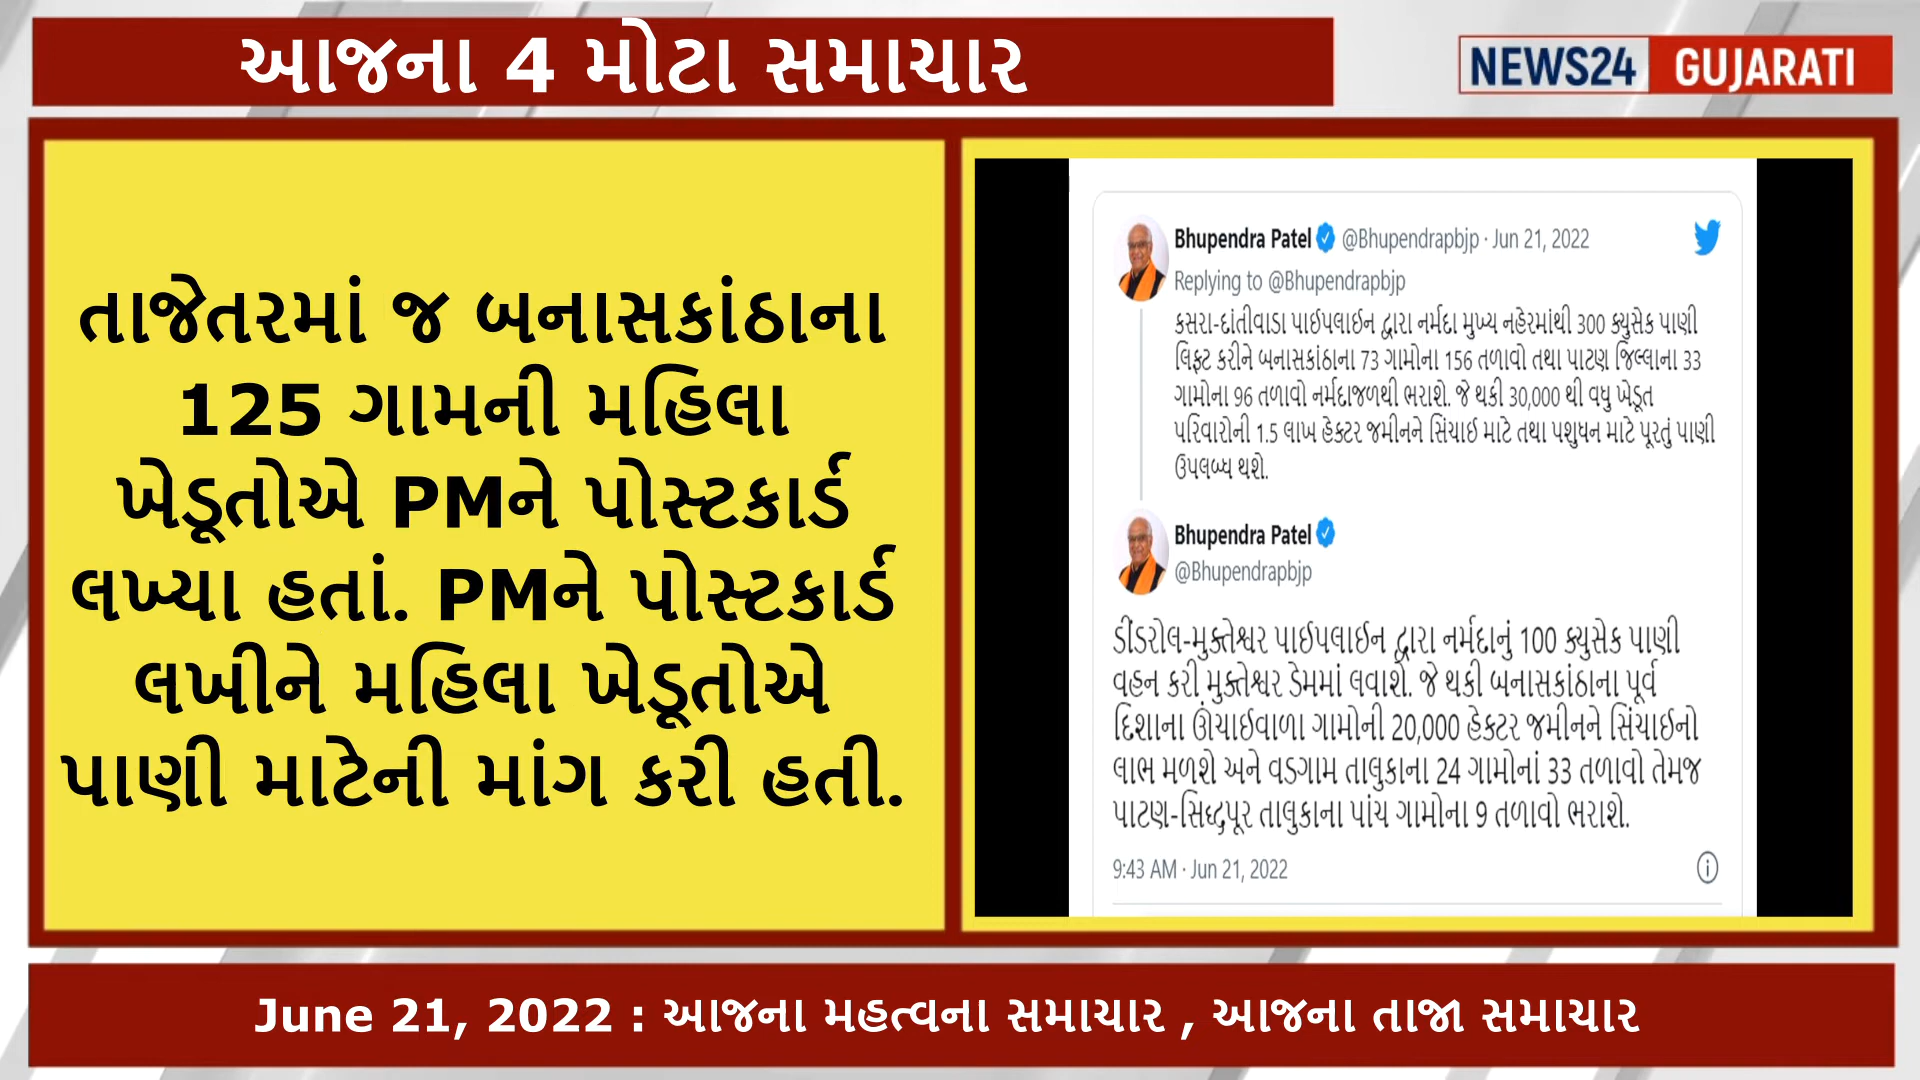 આજના 4 મોટા સમાચાર
NEWS24 GUJARATI
તાજેતરમાં જ બનાસકાંઠાના
125 ગામની મહિલા
ખેડૂતોએ PMને પોસ્ટકાર્ડ
લખ્યા હતાં. PMને પોસ્ટકાર્ડ
લખીને મહિલા ખેડૂતોએ
પાણી માટેની માંગ કરી હતી.
Bhupendra Patel @Bhupendrapbjp · Jun 21, 2022
Replying to @Bhupendrapbjp
કસરા-દાંતીવાડા પાઈપલાઈન દ્વારા નર્મદા મુખ્ય નહેરમાંથી 300 ક્યુસેક પાણી
લિફ્ટ કરીને બનાસકાંઠાના 73 ગામોના 156 તળાવો તથા પાટણ જિલ્લાના 33
ગામોના 96 તળાવો નર્મદાજળથી ભરાશે. જે થકી 30,000 થી વધુ ખેડૂત
પરિવારોની 1.5 લાખ હેક્ટર જમીનને સિંચાઈ માટે તથા પશુધન માટે પૂરતું પાણી
ઉપલબ્ધ થશે.
Bhupendra Patel
@Bhupendrapbjp
ડીંડરોલ-મુક્તેશ્વર પાઈપલાઈન દ્વારા નર્મદાનું 100 ક્યુસેક પાણી
વહન કરી મુક્તેશ્વર ડેમમાં લવાશે. જે થકી બનાસકાંઠાના પૂર્વ
દિશાના ઊંચાઈવાળા ગામોની 20,000 હેક્ટર જમીનને સિંચાઈનો
લાભ મળશે અને વડગામ તાલુકાના 24 ગામોનાં 33 તળાવો તેમજ
પાટણ-સિધ્ધપૂર તાલુકાના પાંચ ગામોના 9 તળાવો ભરાશે.
9:43 AM · Jun 21, 2022
June 21, 2022 : આજના મહત્વના સમાચાર , આજના તાજા સમાચાર